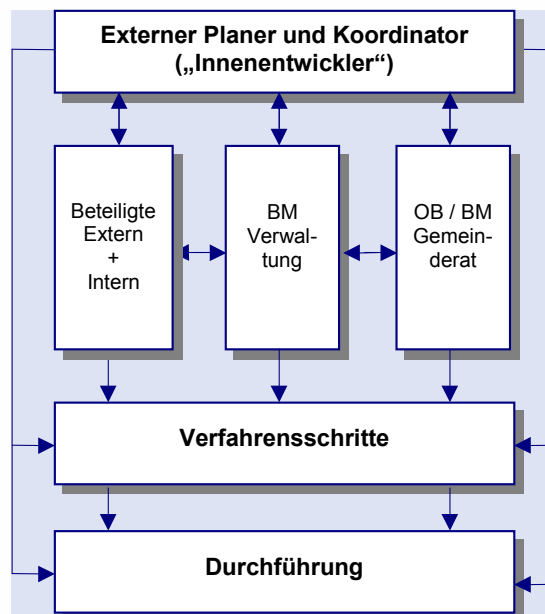 Externer Planer und Koordinator
(„Innenentwickler“)
Beteiligte
Extern
+
Intern
BM
Verwal-
tung
OB / BM
Gemein-
derat
Verfahrensschritte
Durchführung